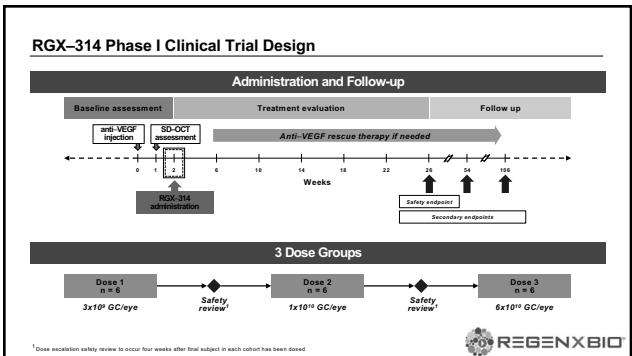 RGX–314 Phase I Clinical Trial Design
Administration and Follow-up
Baseline assessment
Treatment evaluation
Follow up
anti–VEGF
injection
SD–OCT
assessment
Anti–VEGF rescue therapy if needed
0 1 2 6 10 14 18 22 26 54 106
Weeks
RGX–314
administration
Safety endpoint
Secondary endpoints
3 Dose Groups
Dose 1
n = 6
3x10⁹ GC/eye
Safety
review¹
Dose 2
n = 6
1x10¹⁰ GC/eye
Safety
review¹
Dose 3
n = 6
6x10¹⁰ GC/eye
¹ Dose escalation safety review to occur four weeks after final subject in each cohort has been dosed
REGENXBIO